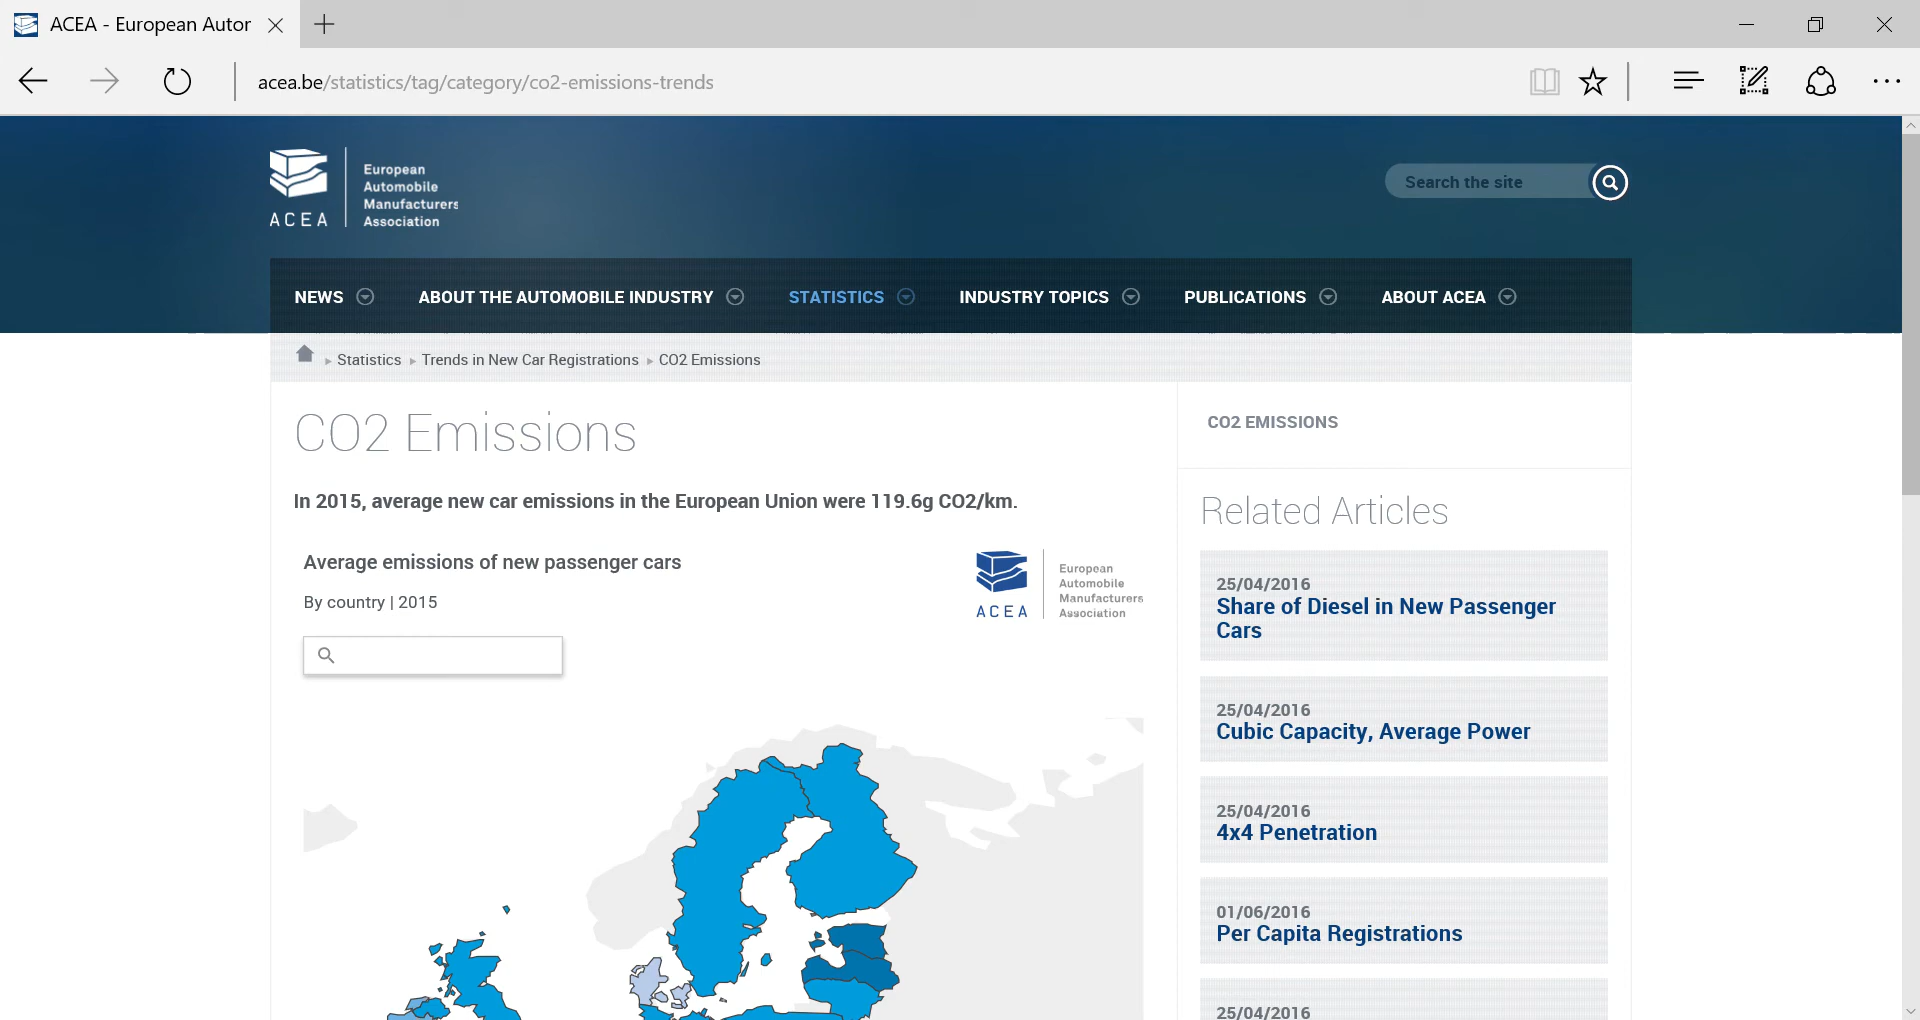 ACEA - European Autor
acea.be/statistics/tag/category/co2-emissions-trends
European
Automobile
Manufacturers
Association
ACEA
Search the site
NEWS ABOUT THE AUTOMOBILE INDUSTRY STATISTICS INDUSTRY TOPICS PUBLICATIONS ABOUT ACEA
Statistics Trends in New Car Registrations CO2 Emissions
CO2 Emissions
In 2015, average new car emissions in the European Union were 119.6g CO2/km.
Average emissions of new passenger cars
By country | 2015
European
Automobile
Manufacturers
Association
ACEA
CO2 EMISSIONS
Related Articles
25/04/2016
Share of Diesel in New Passenger
Cars
25/04/2016
Cubic Capacity, Average Power
25/04/2016
4x4 Penetration
01/06/2016
Per Capita Registrations
25/04/2016